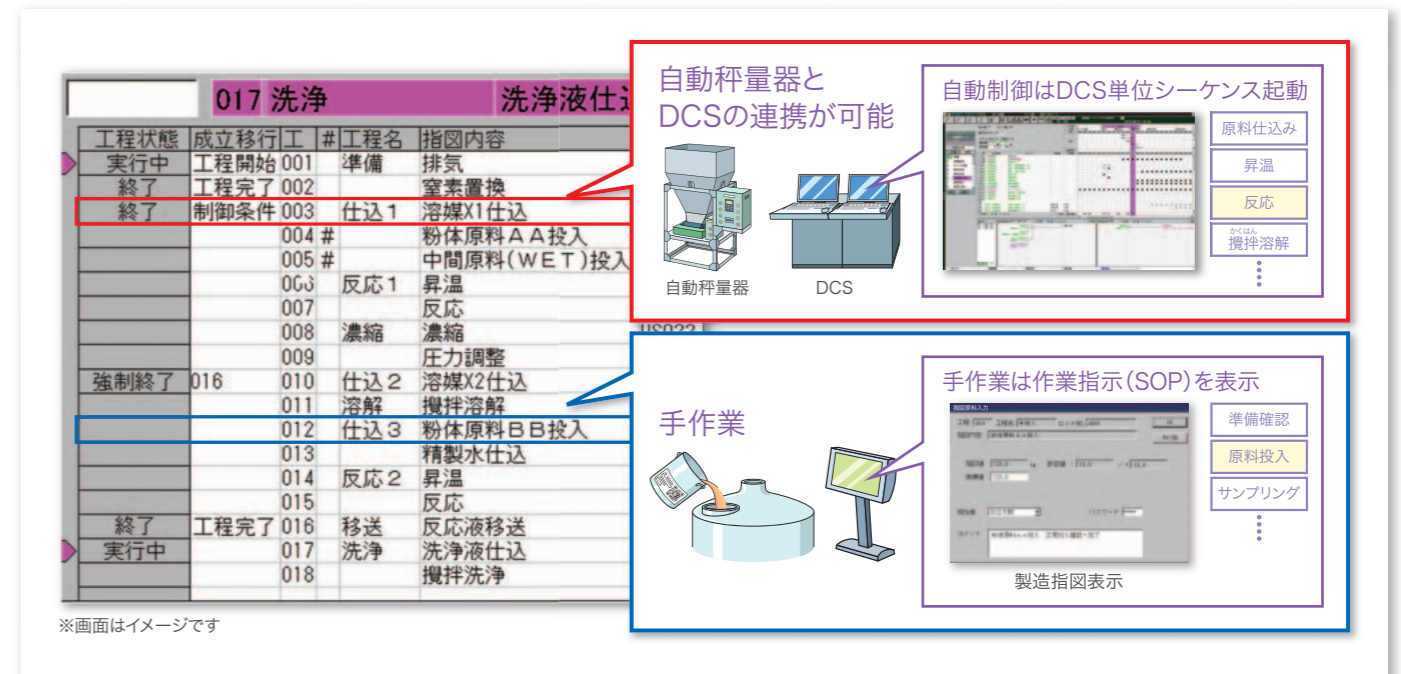 017 洗浄 洗浄液仕
工程状態 成立移行 工 # 工程名 指図内容
実行中 工程開始 001 準備 排気
終了 工程完了 002 窒素置換
終了 制御条件 003 仕込1 溶媒X1仕込
004 # 粉体原料AA投入
005 # 中間原料(WET)投入
006 反応1 昇温
007 反応
008 濃縮 濃縮
009 圧力調整
強制終了 016 010 仕込2 溶媒X2仕込
011 溶解 攪拌溶解
012 仕込3 粉体原料BB投入
013 精製水仕込
014 反応2 昇温
015 反応
終了 工程完了 016 移送 反応液移送
実行中 017 洗浄 洗浄液仕込
018 攪拌洗浄
※画面はイメージです
自動秤量器と
DCSの連携が可能
自動秤量器
DCS
自動制御はDCS単位シーケンス起動
原料仕込み
昇温
反応
かくはん
攪拌溶解
手作業
手作業は作業指示(SOP)を表示
指図原料入力
製造指図表示
準備確認
原料投入
サンプリング